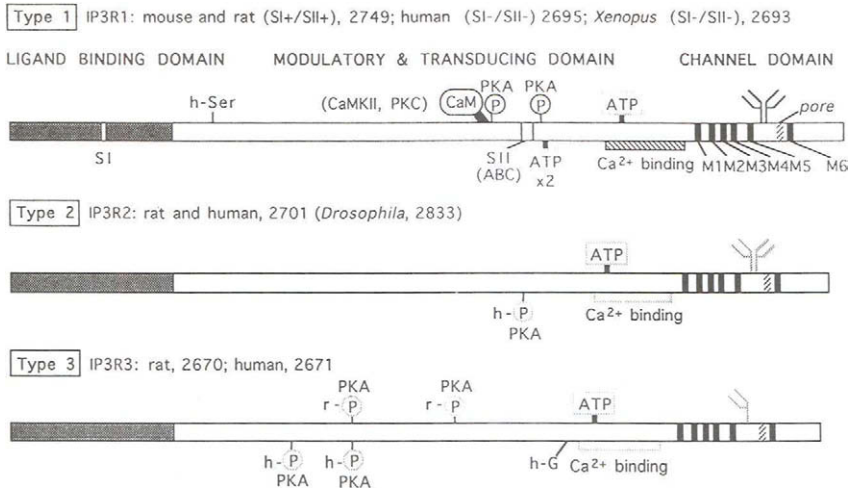 Type 1 IP3R1: mouse and rat (SI+/SII+), 2749; human (SI-/SII-) 2695; Xenopus (SI-/SII-), 2693
LIGAND BINDING DOMAIN MODULATORY & TRANSDUCING DOMAIN CHANNEL DOMAIN
PKA PKA
h-Ser (CaMKII, PKC) CaM P P ATP pore
SI SII ATP Ca2+ binding M1M2M3M4M5 M6
(ABC) x2
Type 2 IP3R2: rat and human, 2701 (Drosophila, 2833)
ATP
h-P Ca2+ binding
PKA
Type 3 IP3R3: rat, 2670; human, 2671
PKA PKA
r-P r-P ATP
h-P h-P h-G Ca2+ binding
PKA PKA